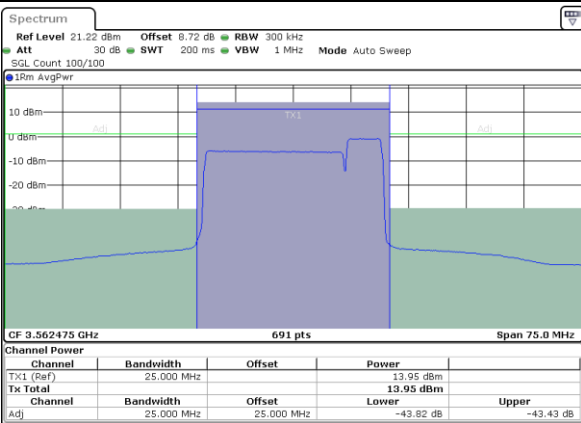 Spectrum
Ref Level 21.22 dBm Offset 8.72 dB RBW 300 kHz
Att 30 dB SWT 200 ms VBW 1 MHz Mode Auto Sweep
SGL Count 100/100
1Rm AvgPwr
10 dBm
TX1
Adj Adj
0 dBm
-10 dBm
-20 dBm
-30 dBm
CF 3.562475 GHz 691 pts Span 75.0 MHz
Channel Power
Channel Bandwidth Offset Power
TX1 (Ref) 25.000 MHz 13.95 dBm
Tx Total 13.95 dBm
Channel Bandwidth Offset Lower Upper
Adj 25.000 MHz 25.000 MHz -43.82 dB -43.43 dB